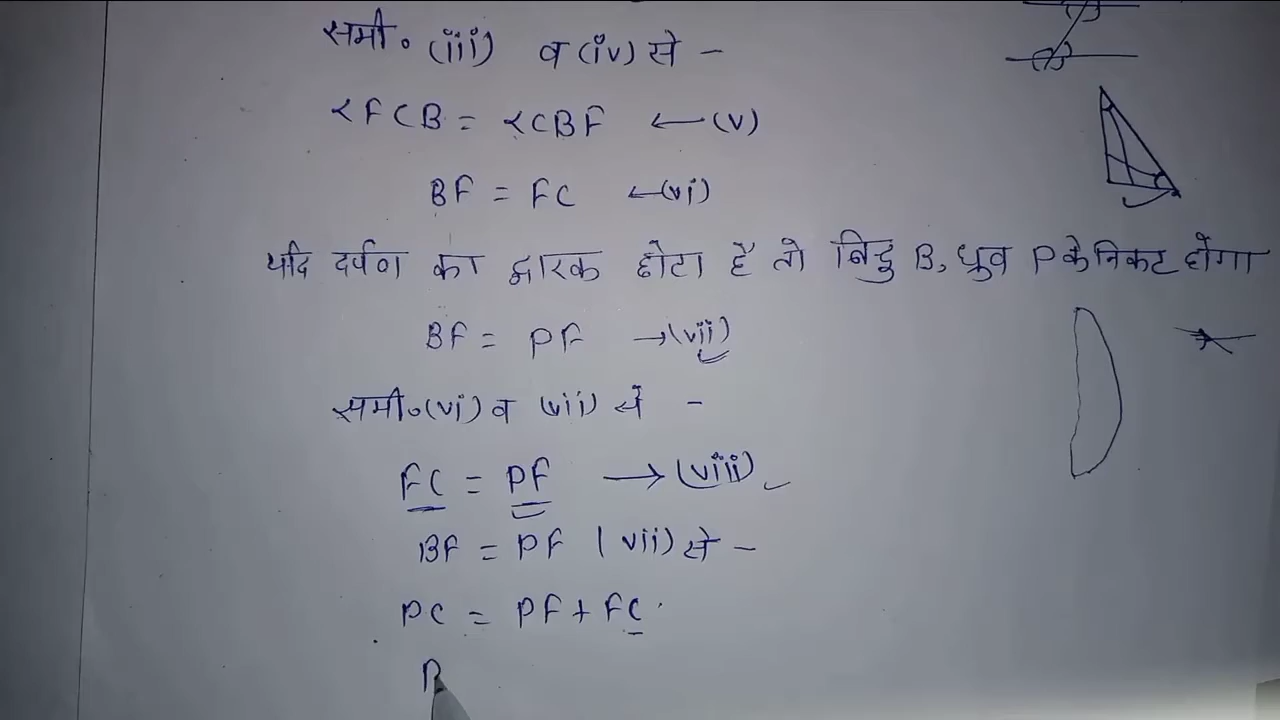 समी० (iii) व (iv) से -
∠FCB = ∠CBF ← (v)
BF = FC ← (vi)
यदि दर्पण का द्वारक छोटा है तो बिंदु B, ध्रुव P के निकट होगा
BF = PF → (vii)
समी० (vi) व (vii) से -
FC = PF → (viii)
BF = PF (vii) से -
PC = PF + FC
P